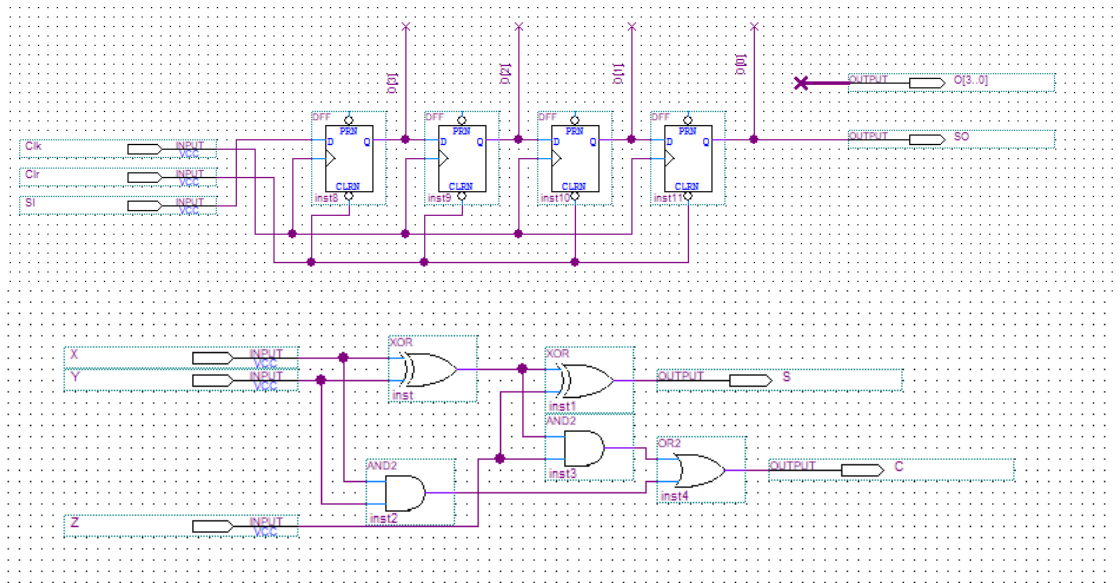 O[3]
O[2]
O[1]
O[0]
OUTPUT O[3..0]
DFF DFF DFF DFF
PRN PRN PRN PRN
D Q D Q D Q D Q
OUTPUT SO
Clk INPUT
VCC
Clr INPUT
VCC
SI INPUT
VCC
CLRN CLRN CLRN CLRN
inst8 inst9 inst10 inst11
X INPUT
VCC
Y INPUT
VCC
XOR
inst
XOR
inst1
OUTPUT S
AND2
inst3
AND2
inst2
OR2
inst4
OUTPUT C
Z INPUT
VCC